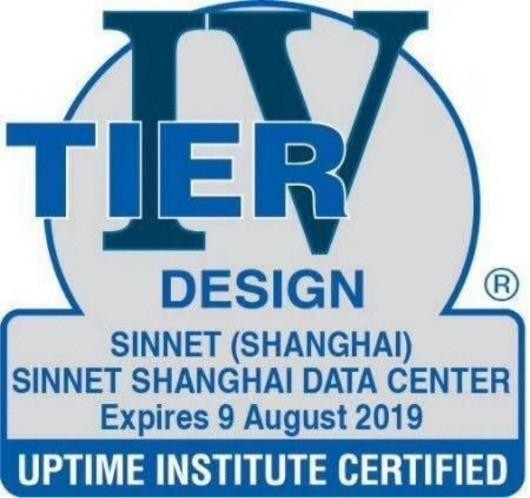 TIER IV
DESIGN
®
SINNET (SHANGHAI)
SINNET SHANGHAI DATA CENTER
Expires 9 August 2019
UPTIME INSTITUTE CERTIFIED